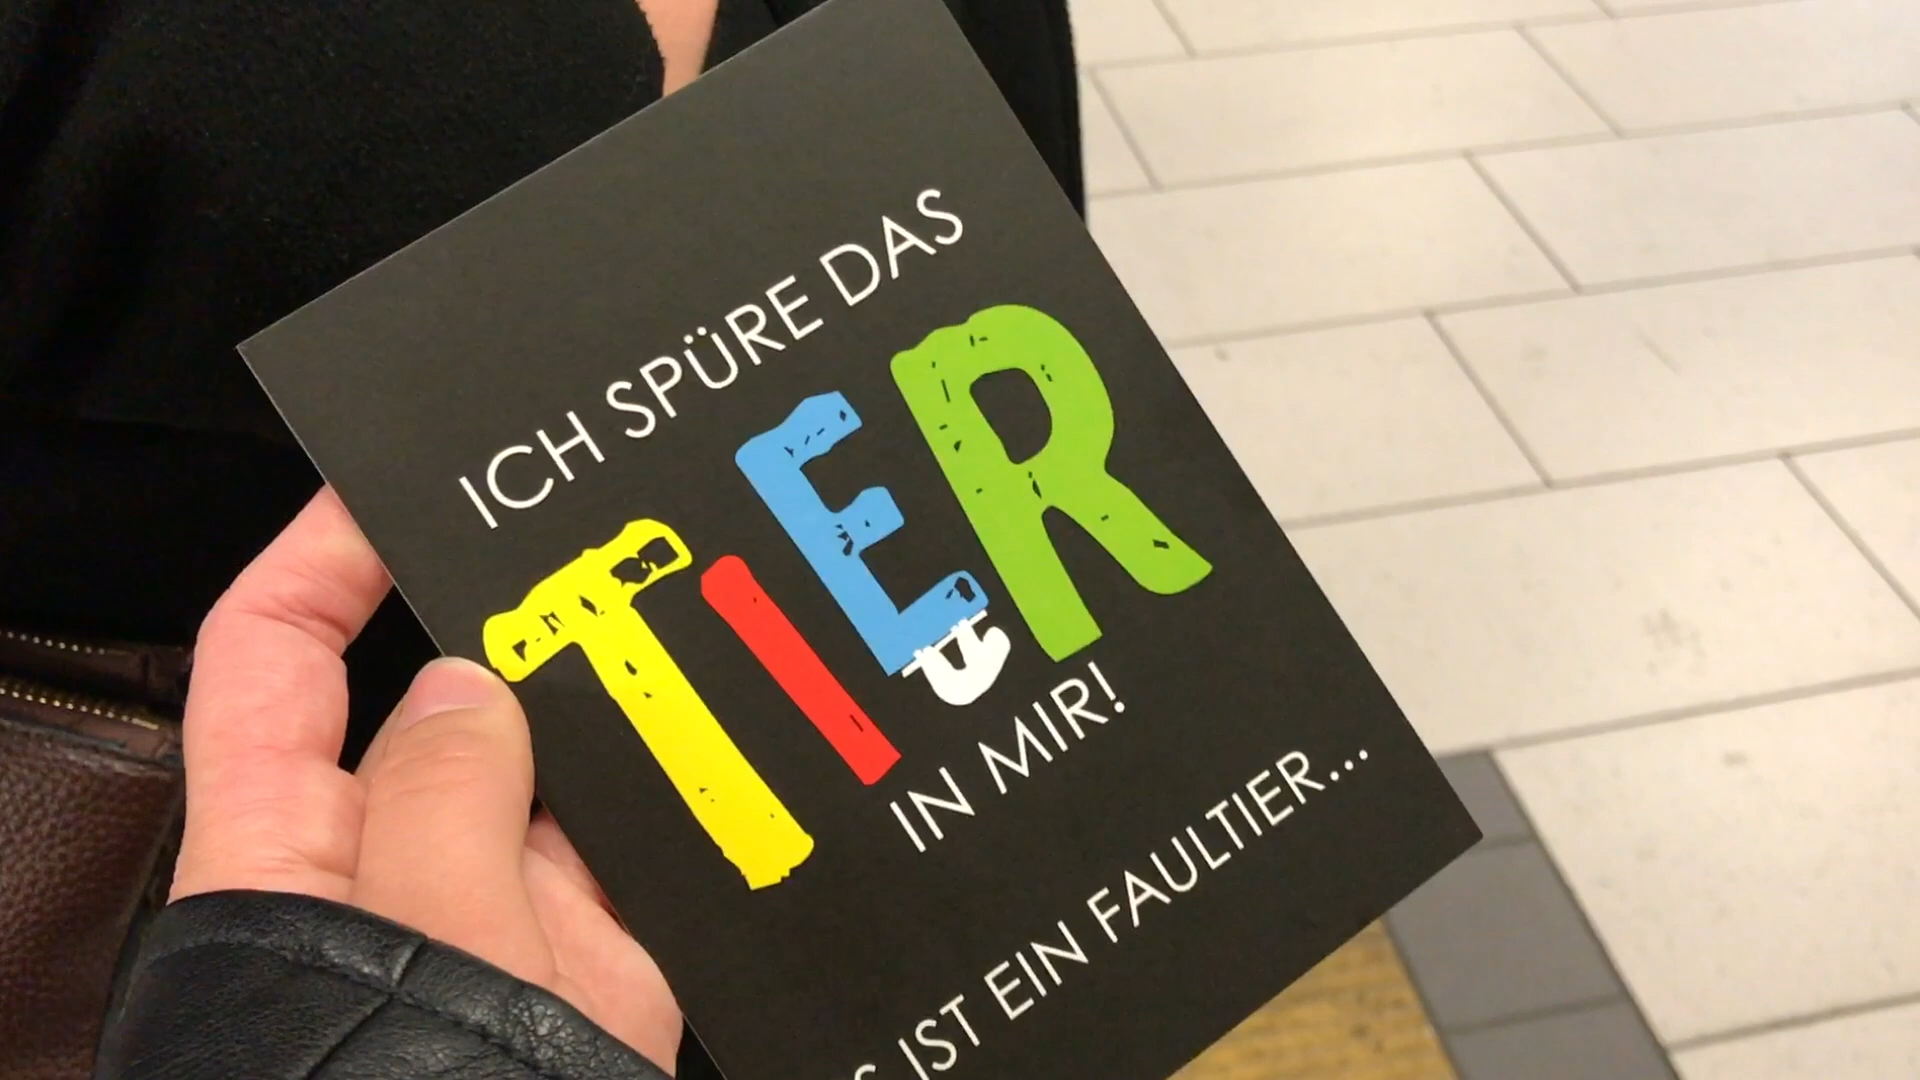 ICH SPÜRE DAS
TIER
IN MIR!
IST EIN FAULTIER...